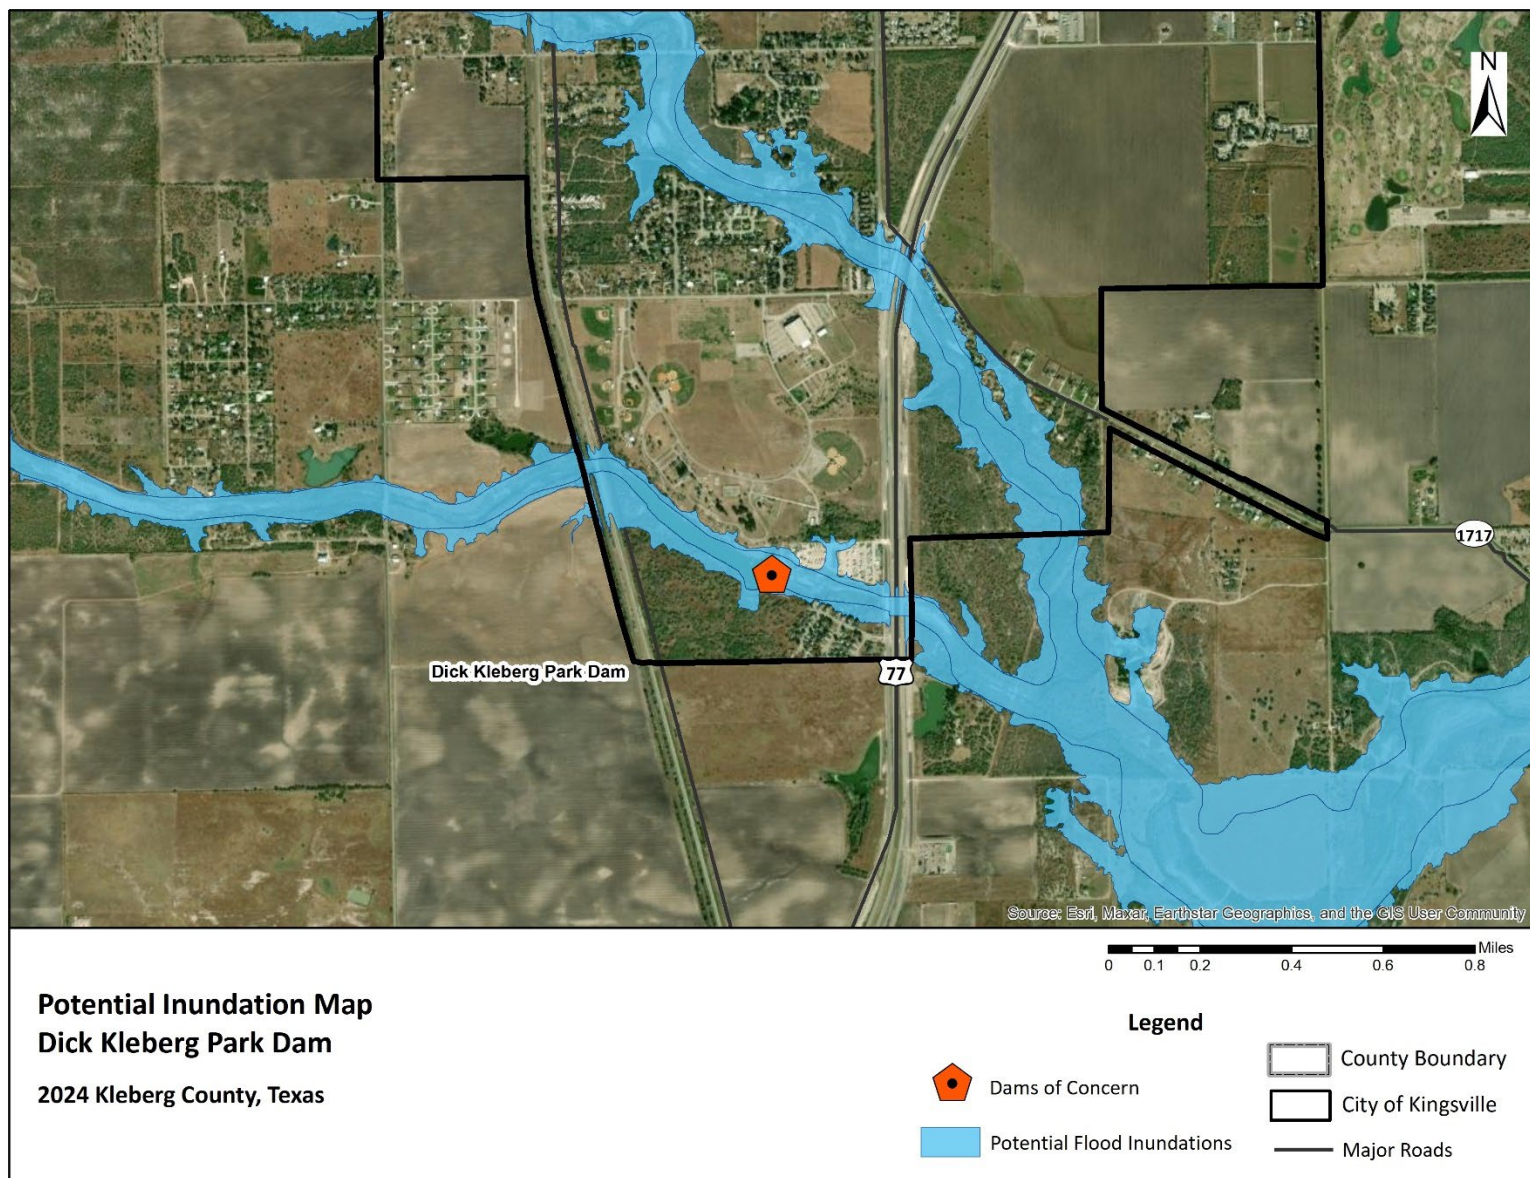 N
1717
Dick Kleberg Park Dam
77
Source: Esri, Maxar, Earthstar Geographics, and the GIS User Community
Miles
0 0.1 0.2 0.4 0.6 0.8
Potential Inundation Map
Dick Kleberg Park Dam
2024 Kleberg County, Texas
Legend
Dams of Concern
Potential Flood Inundations
County Boundary
City of Kingsville
Major Roads